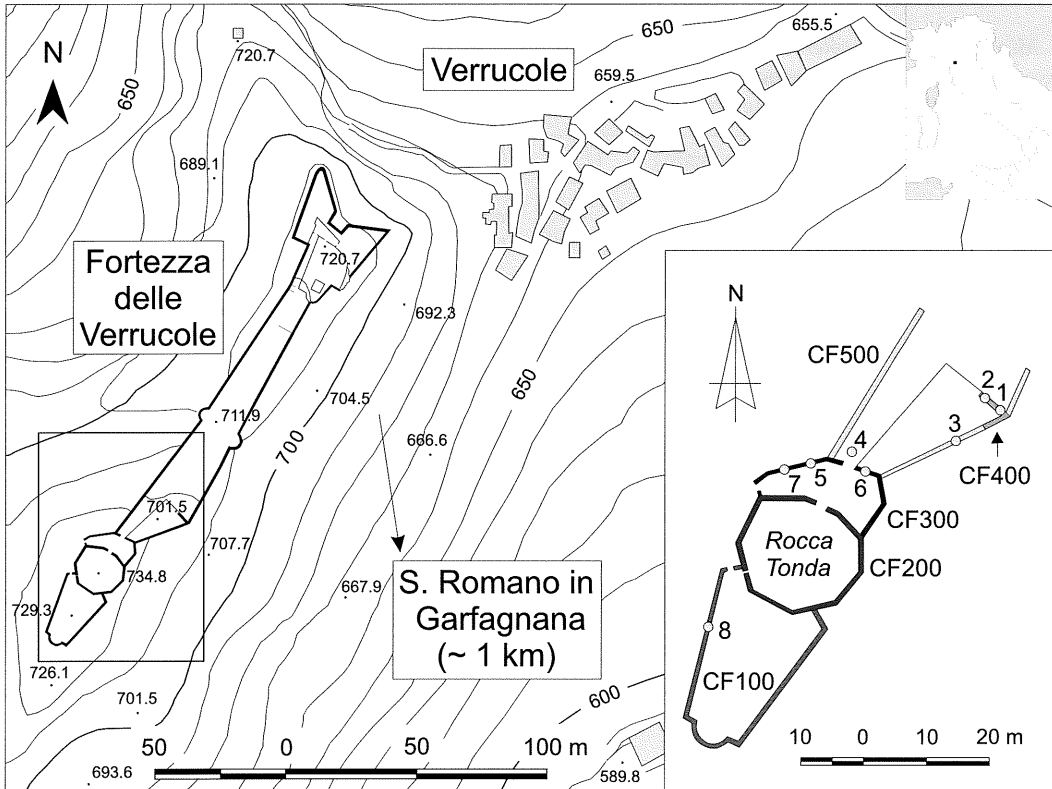 650
655.5
N
720.7
Verrucole
659.5
650
689.1
Fortezza
delle
Verrucole
720.7
692.3
650
711.9
704.5
700
666.6
701.5
707.7
734.8
667.9
729.3
S. Romano in
Garfagnana
(~ 1 km)
726.1
701.5
600
50 0 50 100 m
693.6
589.8
N
CF500
2
1
3
4
CF400
7 5 6
CF300
Rocca
Tonda
CF200
8
CF100
10 0 10 20 m